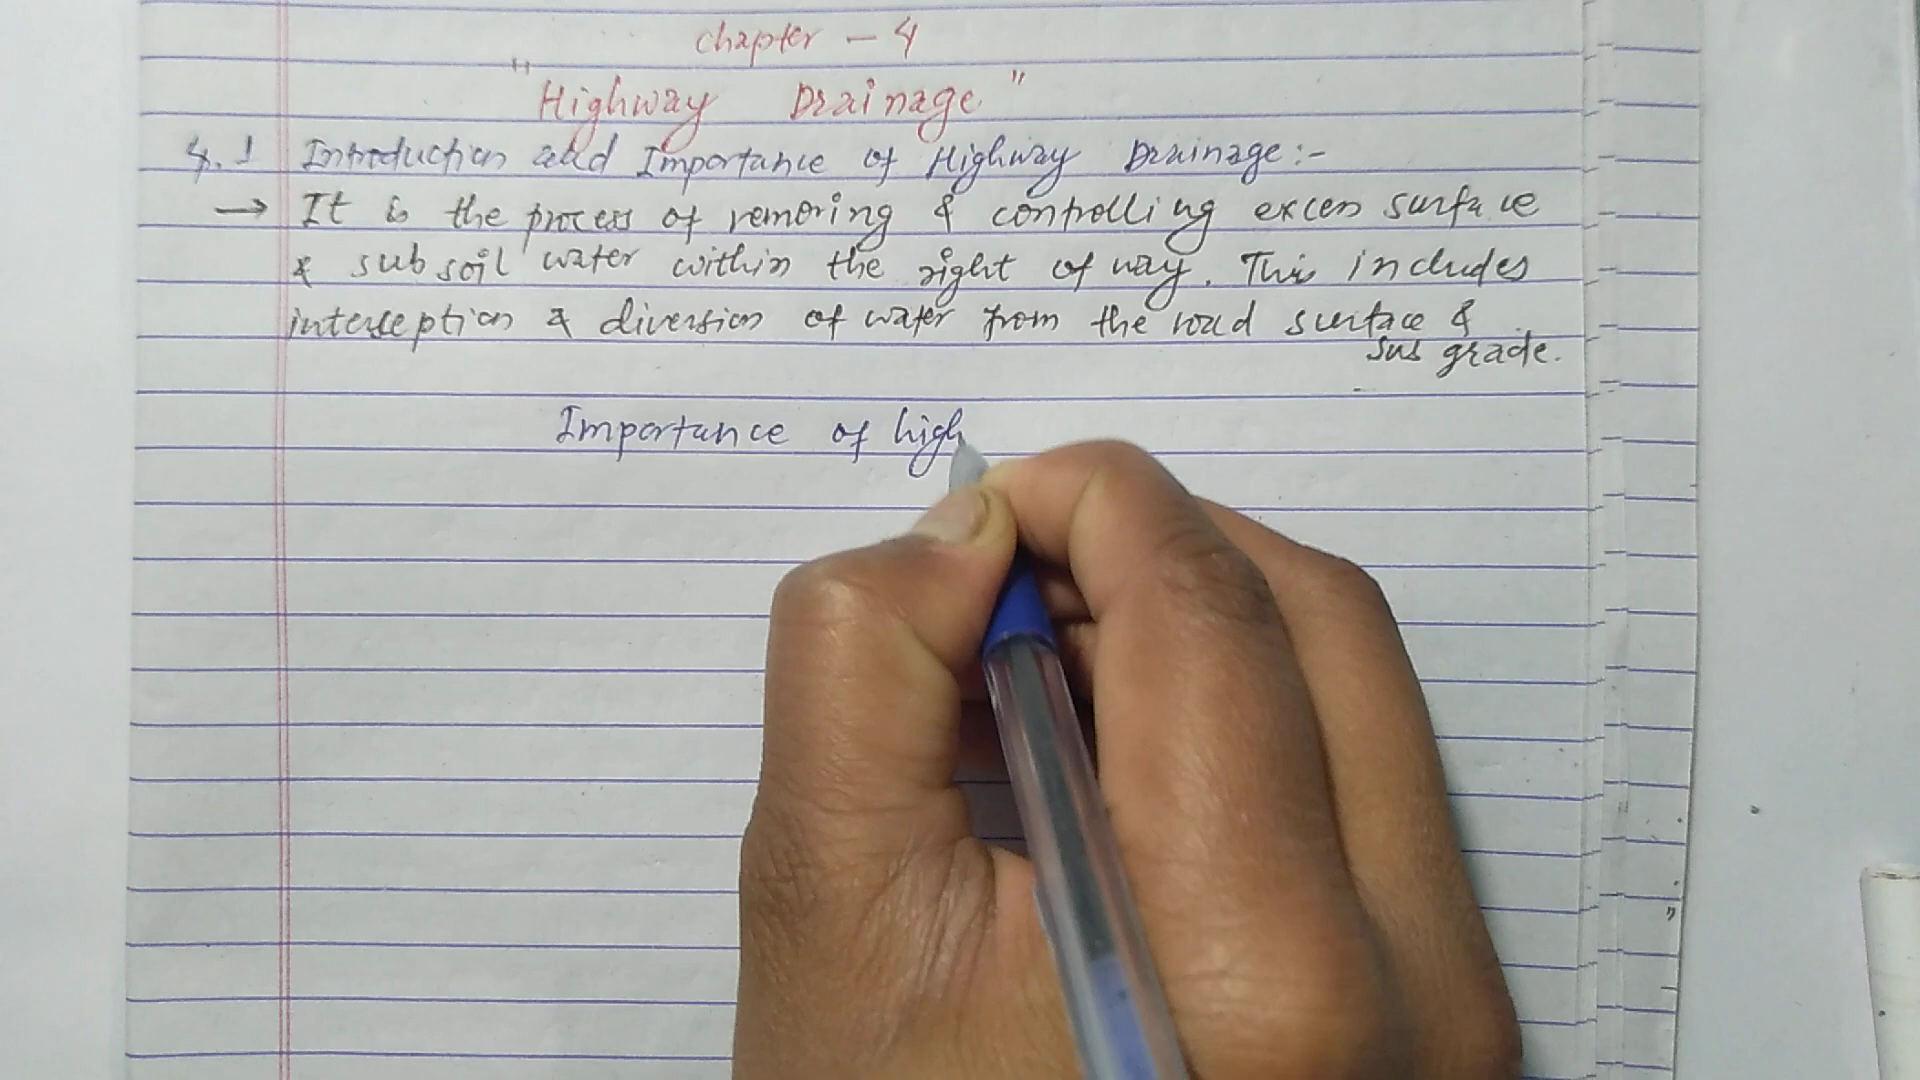 chapter - 4
"Highway Drainage"
4.1 Introduction and Importance of Highway Drainage:-
→ It is the process of removing & controlling excess surface
& sub soil water within the right of way. This includes
interception & diversion of water from the road surface &
sub grade.
Importance of high